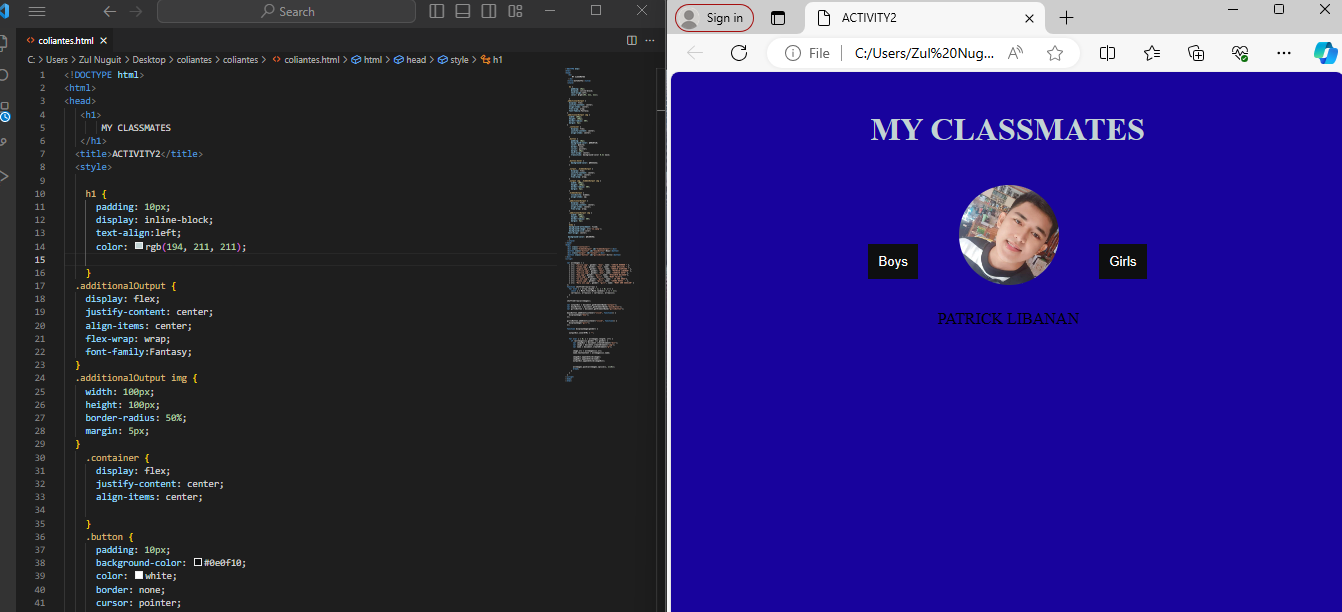 Search
coliantes.html
C: > Users > Zul Nuguit > Desktop > coliantes > coliantes > coliantes.html > html > head > style > h1
1 <!DOCTYPE html>
2 <html>
3 <head>
4 <h1>
5 MY CLASSMATES
6 </h1>
7 <title>ACTIVITY2</title>
8 <style>
9
10 h1 {
11 padding: 10px;
12 display: inline-block;
13 text-align:left;
14 color: rgb(194, 211, 211);
15
16 }
17 .additionalOutput {
18 display: flex;
19 justify-content: center;
20 align-items: center;
21 flex-wrap: wrap;
22 font-family:Fantasy;
23 }
24 .additionalOutput img {
25 width: 100px;
26 height: 100px;
27 border-radius: 50%;
28 margin: 5px;
29 }
30 .container {
31 display: flex;
32 justify-content: center;
33 align-items: center;
34
35 }
36 .button {
37 padding: 10px;
38 background-color: #0e0f10;
39 color: white;
40 border: none;
41 cursor: pointer;
Sign in
ACTIVITY2
File
C:/Users/Zul%20Nug...
MY CLASSMATES
Boys
Girls
PATRICK LIBANAN